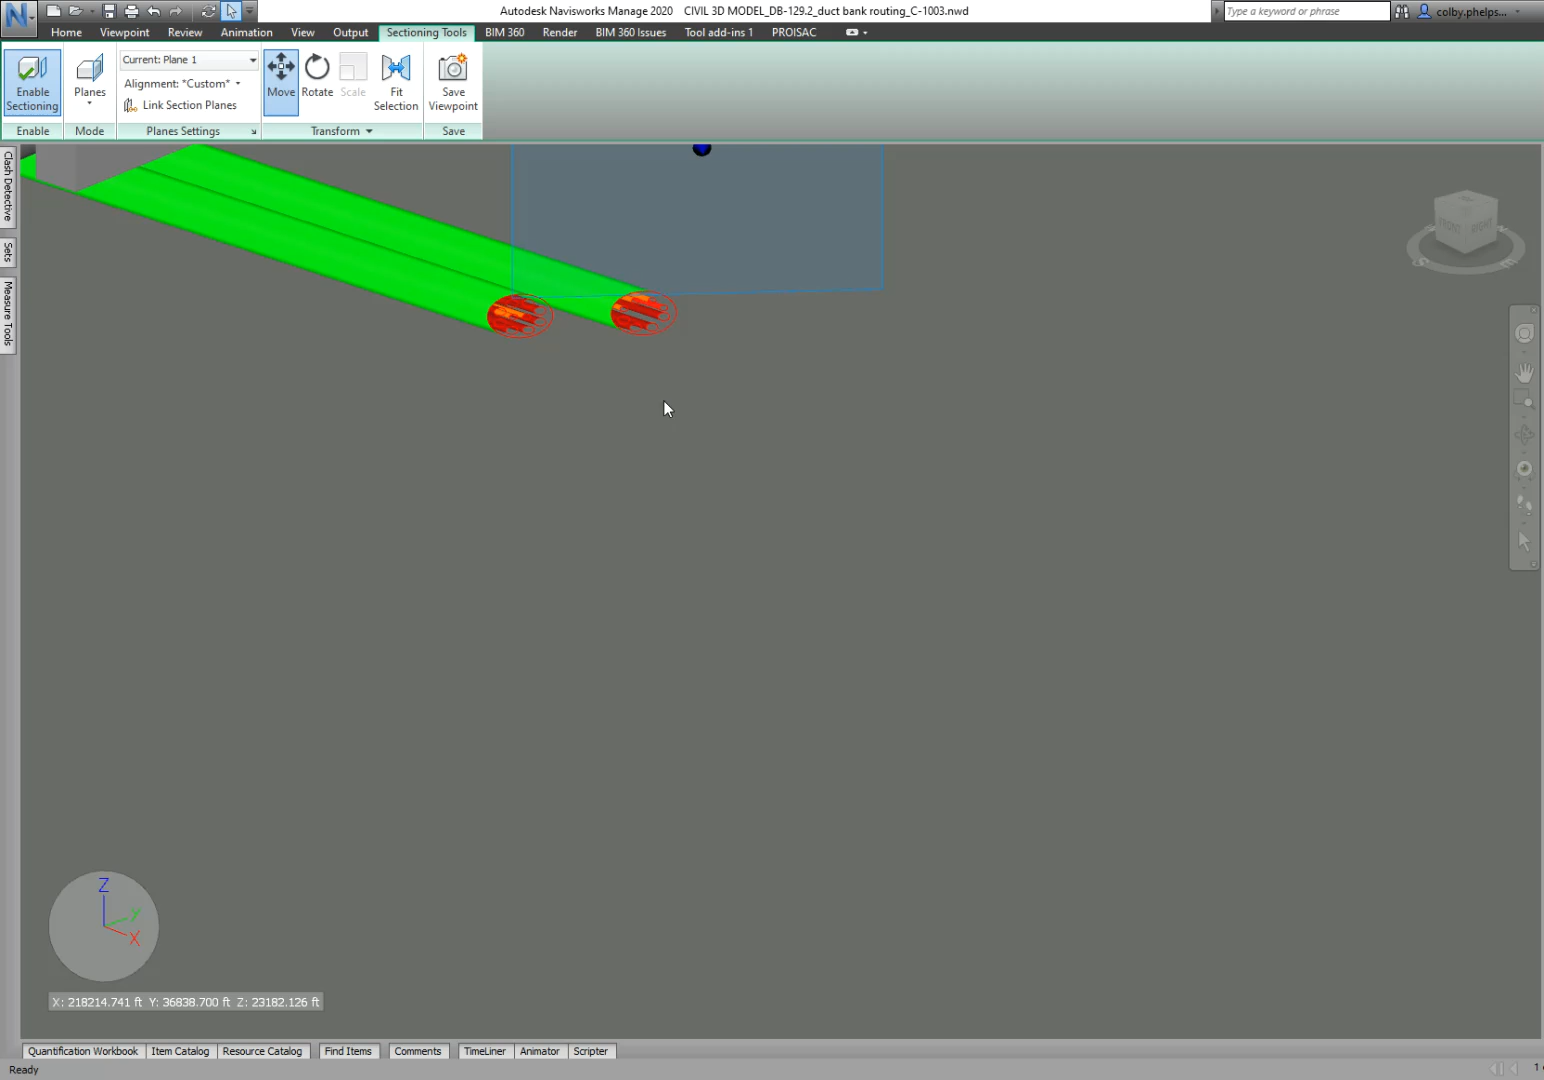 Autodesk Navisworks Manage 2020 CIVIL 3D MODEL_DB-129.2_duct bank routing_C-1003.nwd
Type a keyword or phrase
colby.phelps...
Home Viewpoint Review Animation View Output Sectioning Tools BIM 360 Render BIM 360 Issues Tool add-ins 1 PROISAC
Enable Sectioning
Planes
Current: Plane 1
Alignment: *Custom*
Link Section Planes
Move
Rotate
Scale
Fit Selection
Save Viewpoint
Enable Mode Planes Settings Transform Save
Clash Detective
Sets
Measure Tools
FRONT
RIGHT
Z
Y
X
X: 218214.741 ft Y: 36838.700 ft Z: 23182.126 ft
Quantification Workbook Item Catalog Resource Catalog Find Items Comments TimeLiner Animator Scripter
Ready
1